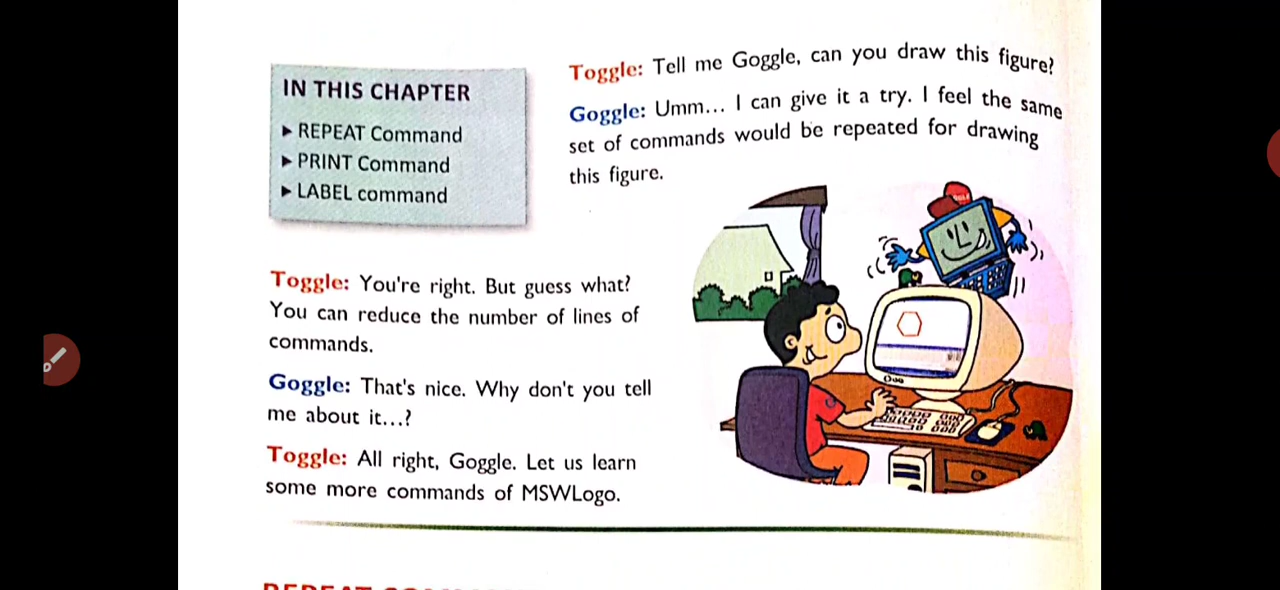 IN THIS CHAPTER
▸ REPEAT Command
▸ PRINT Command
▸ LABEL command
Toggle: Tell me Goggle, can you draw this figure?
Goggle: Umm... I can give it a try. I feel the same
set of commands would be repeated for drawing
this figure.
Toggle: You're right. But guess what?
You can reduce the number of lines of
commands.
Goggle: That's nice. Why don't you tell
me about it...?
Toggle: All right, Goggle. Let us learn
some more commands of MSWLogo.